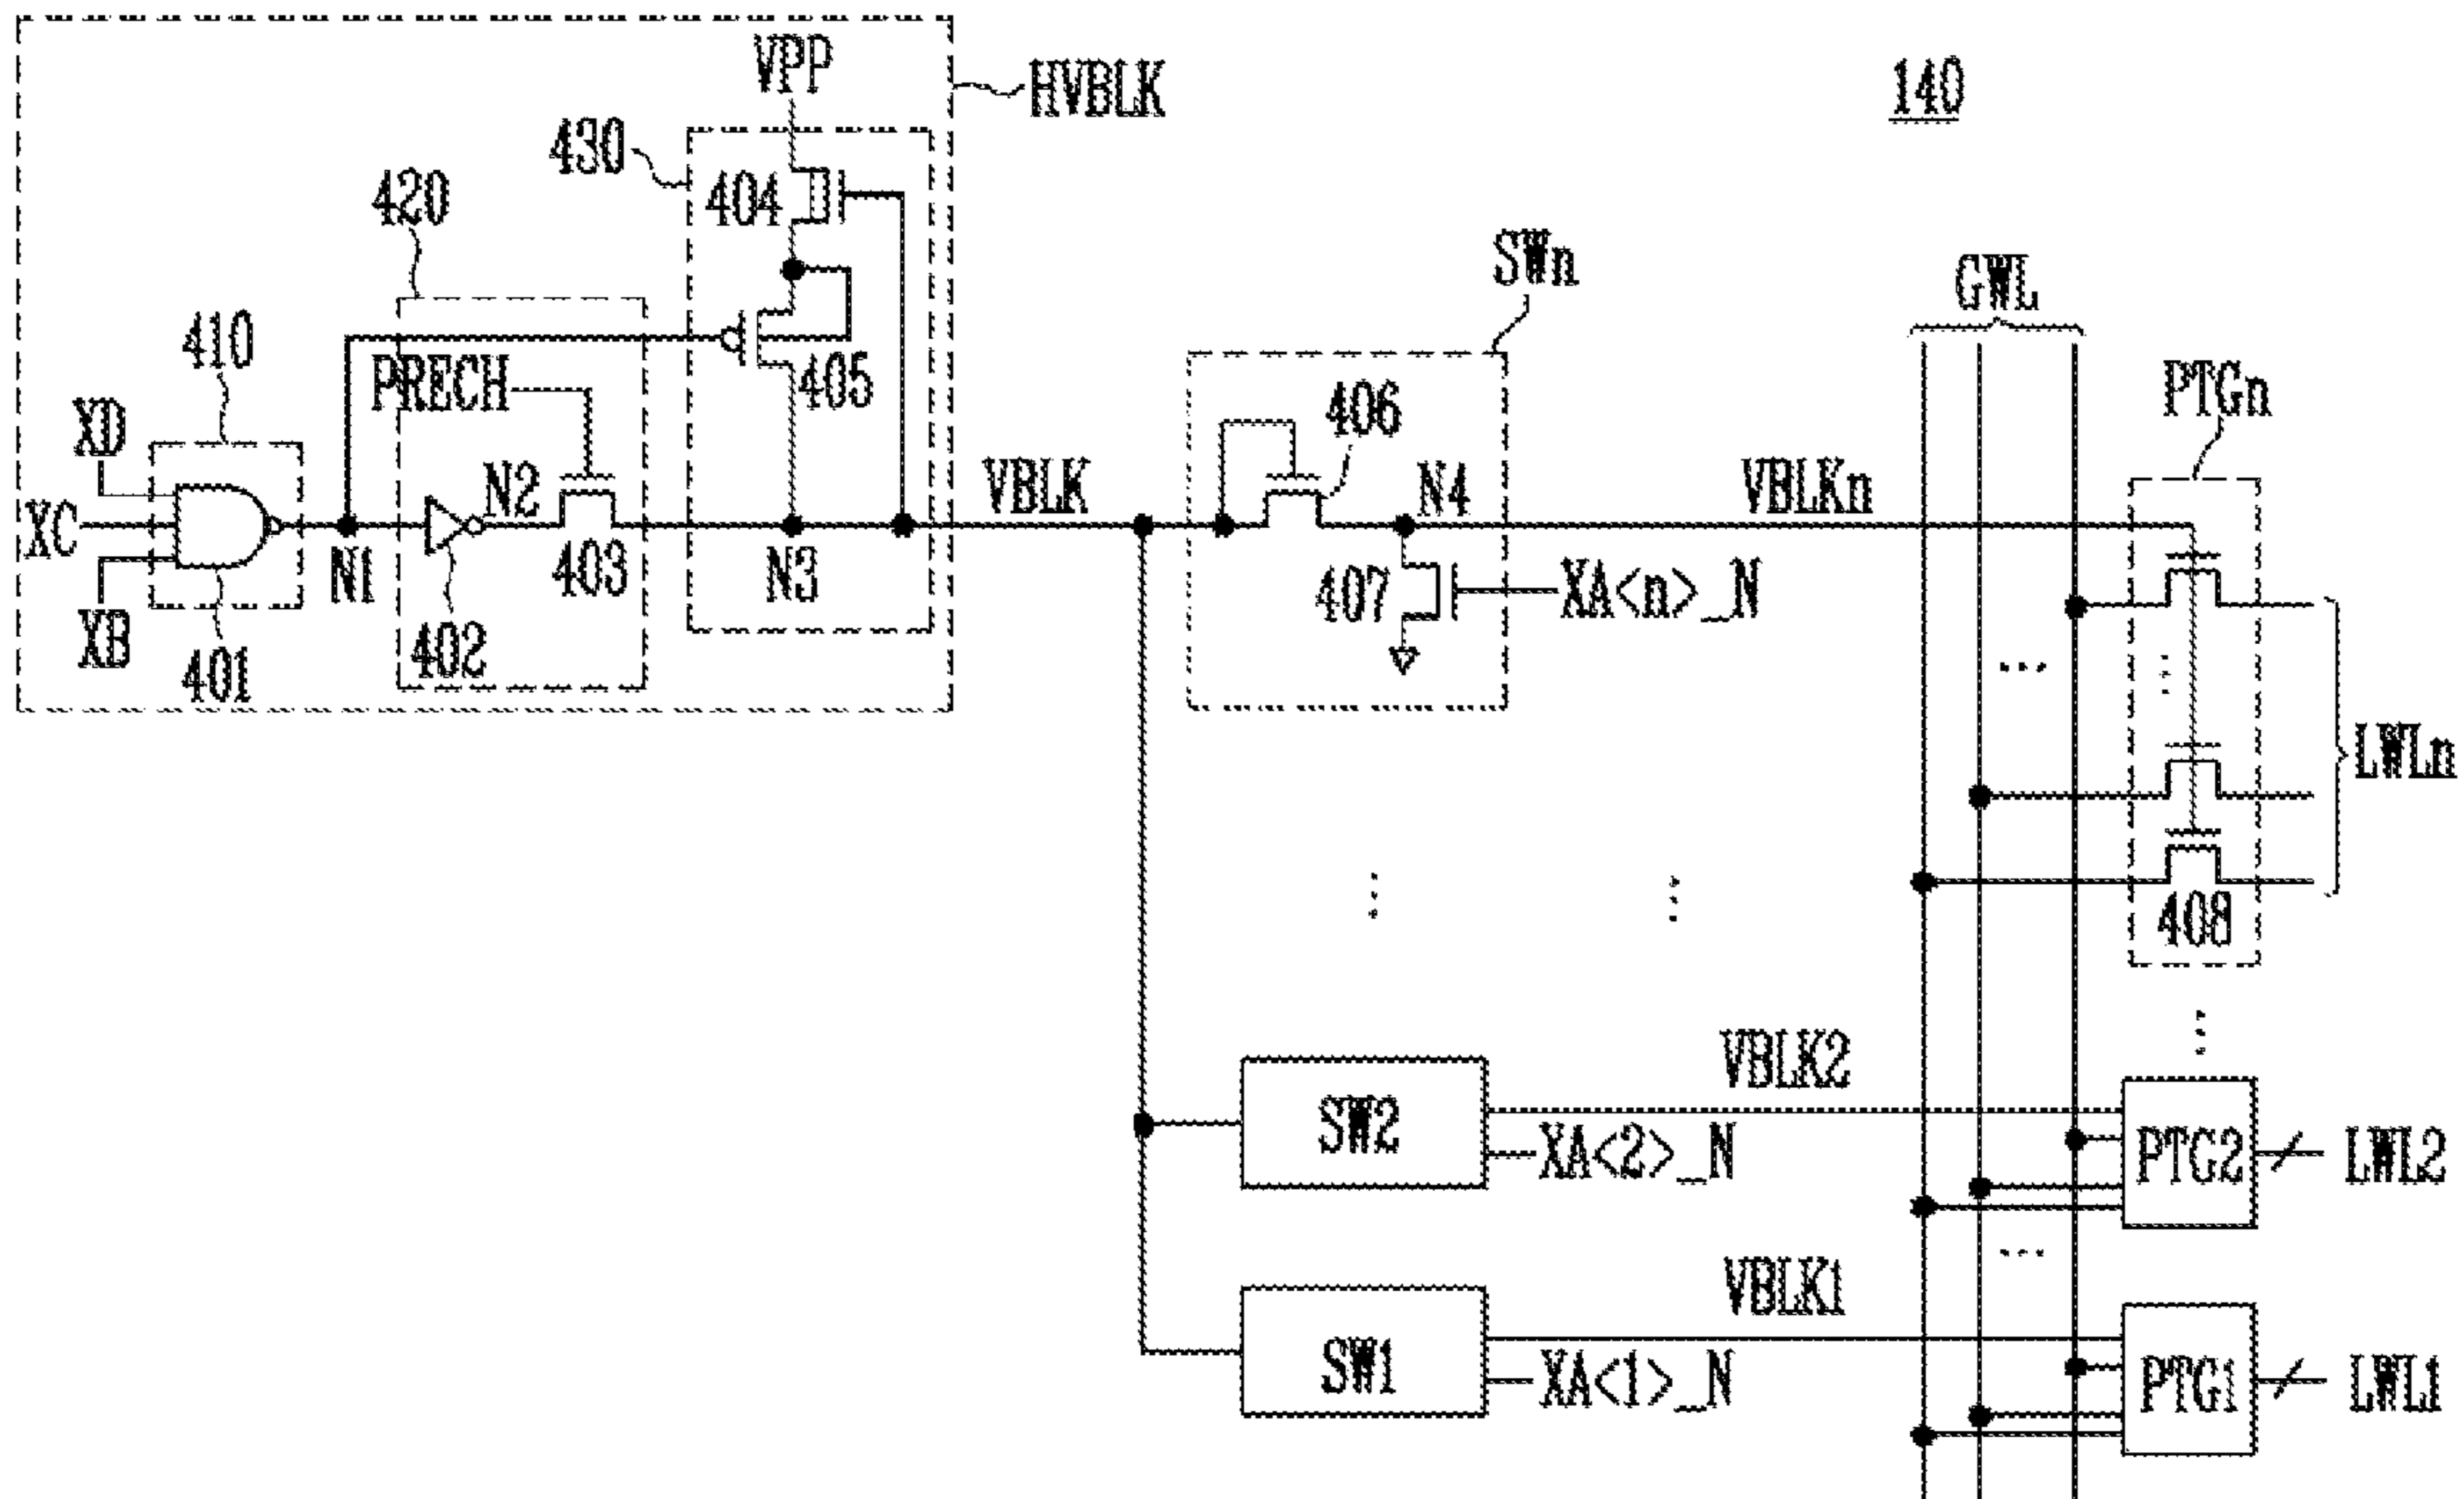 VPP
HVBLK
140
430
404
420
SWn
GWL
410
PRECH
405
406
PTGn
XD
N2
VBLK
N4
VBLKn
XC
N1
403
N3
407
XA<n>_N
XB
401
402
LWLn
408
VBLK2
SW2
XA<2>_N
PTG2
LWL2
VBLK1
SW1
XA<1>_N
PTG1
LWL1